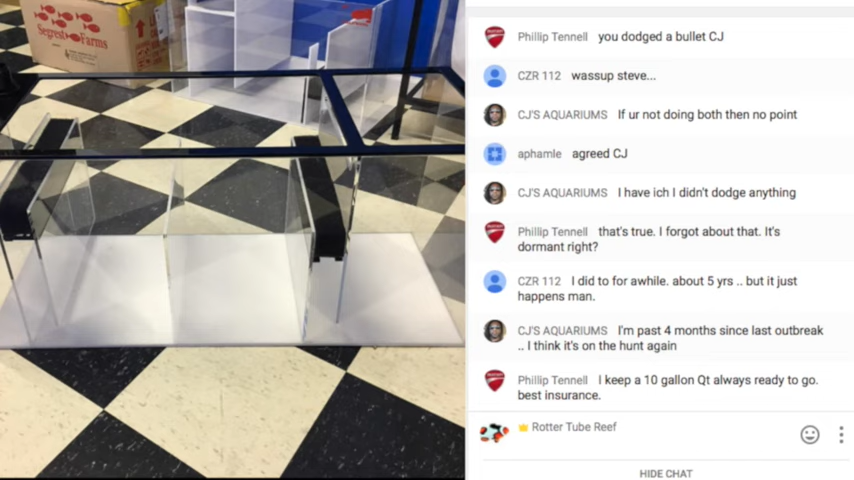 Segrest Farms
Phillip Tennell you dodged a bullet CJ
CZR 112 wassup steve...
CJ'S AQUARIUMS If ur not doing both then no point
aphamle agreed CJ
CJ'S AQUARIUMS I have ich I didn't dodge anything
Phillip Tennell that's true. I forgot about that. It's
dormant right?
CZR 112 I did to for awhile. about 5 yrs .. but it just
happens man.
CJ'S AQUARIUMS I'm past 4 months since last outbreak
.. I think it's on the hunt again
Phillip Tennell I keep a 10 gallon Qt always ready to go.
best insurance.
Rotter Tube Reef
HIDE CHAT